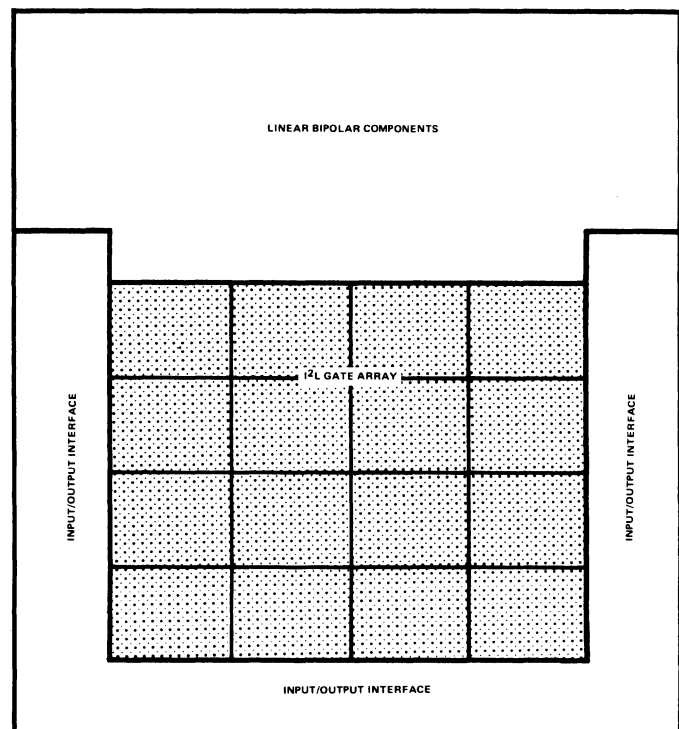 LINEAR BIPOLAR COMPONENTS
I²L GATE ARRAY
INPUT/OUTPUT INTERFACE
INPUT/OUTPUT INTERFACE
INPUT/OUTPUT INTERFACE